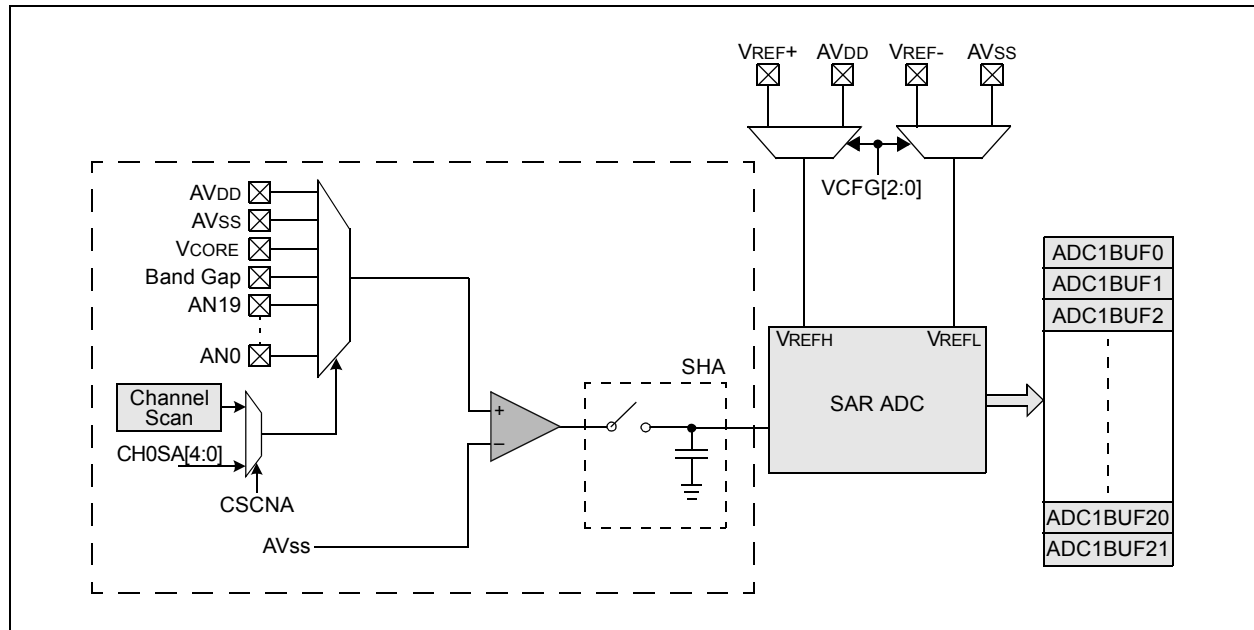 VREF+ AVDD VREF- AVSS
VCFG[2:0]
AVDD
AVSS
VCORE
Band Gap
AN19
AN0
Channel
Scan
CH0SA[4:0]
CSCNA
AVss
+
–
SHA
VREFH VREFL
SAR ADC
ADC1BUF0
ADC1BUF1
ADC1BUF2
ADC1BUF20
ADC1BUF21